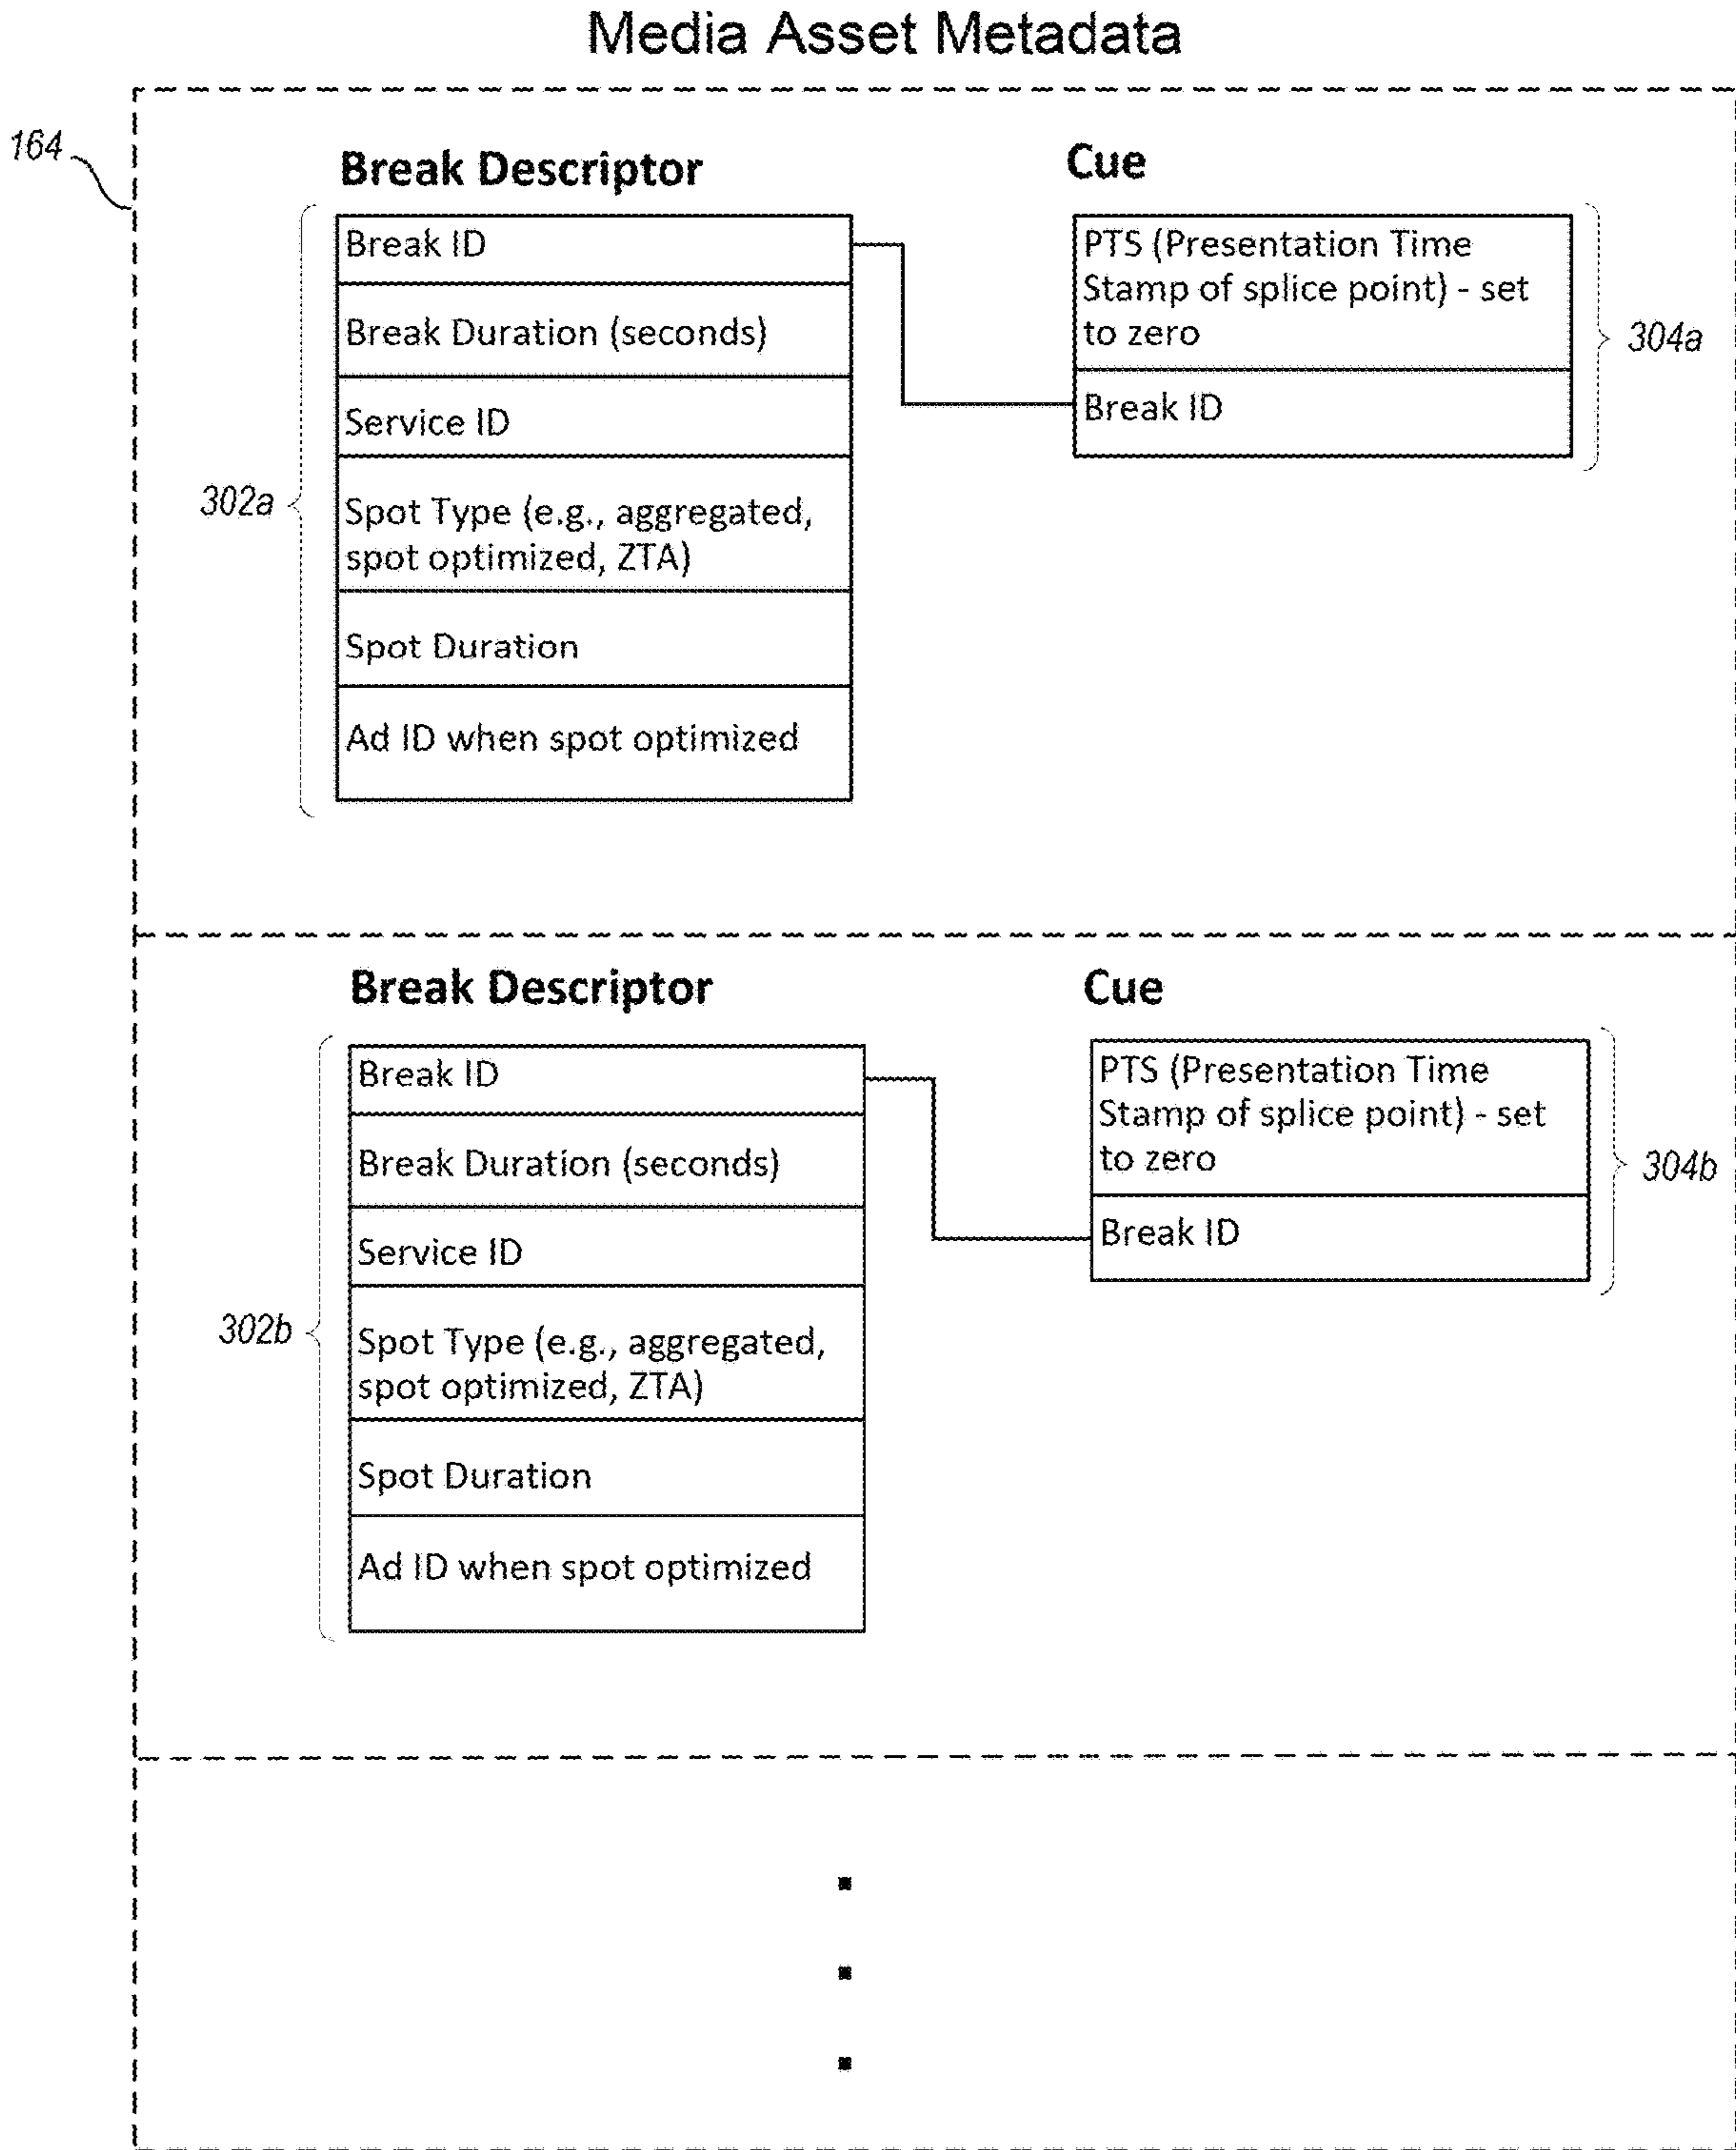 Media Asset Metadata
164
Break Descriptor
Cue
302a
Break ID
Break Duration (seconds)
Service ID
Spot Type (e.g., aggregated,
spot optimized, ZTA)
Spot Duration
Ad ID when spot optimized
PTS (Presentation Time
Stamp of splice point) - set
to zero
Break ID
304a
Break Descriptor
Cue
302b
Break ID
Break Duration (seconds)
Service ID
Spot Type (e.g., aggregated,
spot optimized, ZTA)
Spot Duration
Ad ID when spot optimized
PTS (Presentation Time
Stamp of splice point) - set
to zero
Break ID
304b